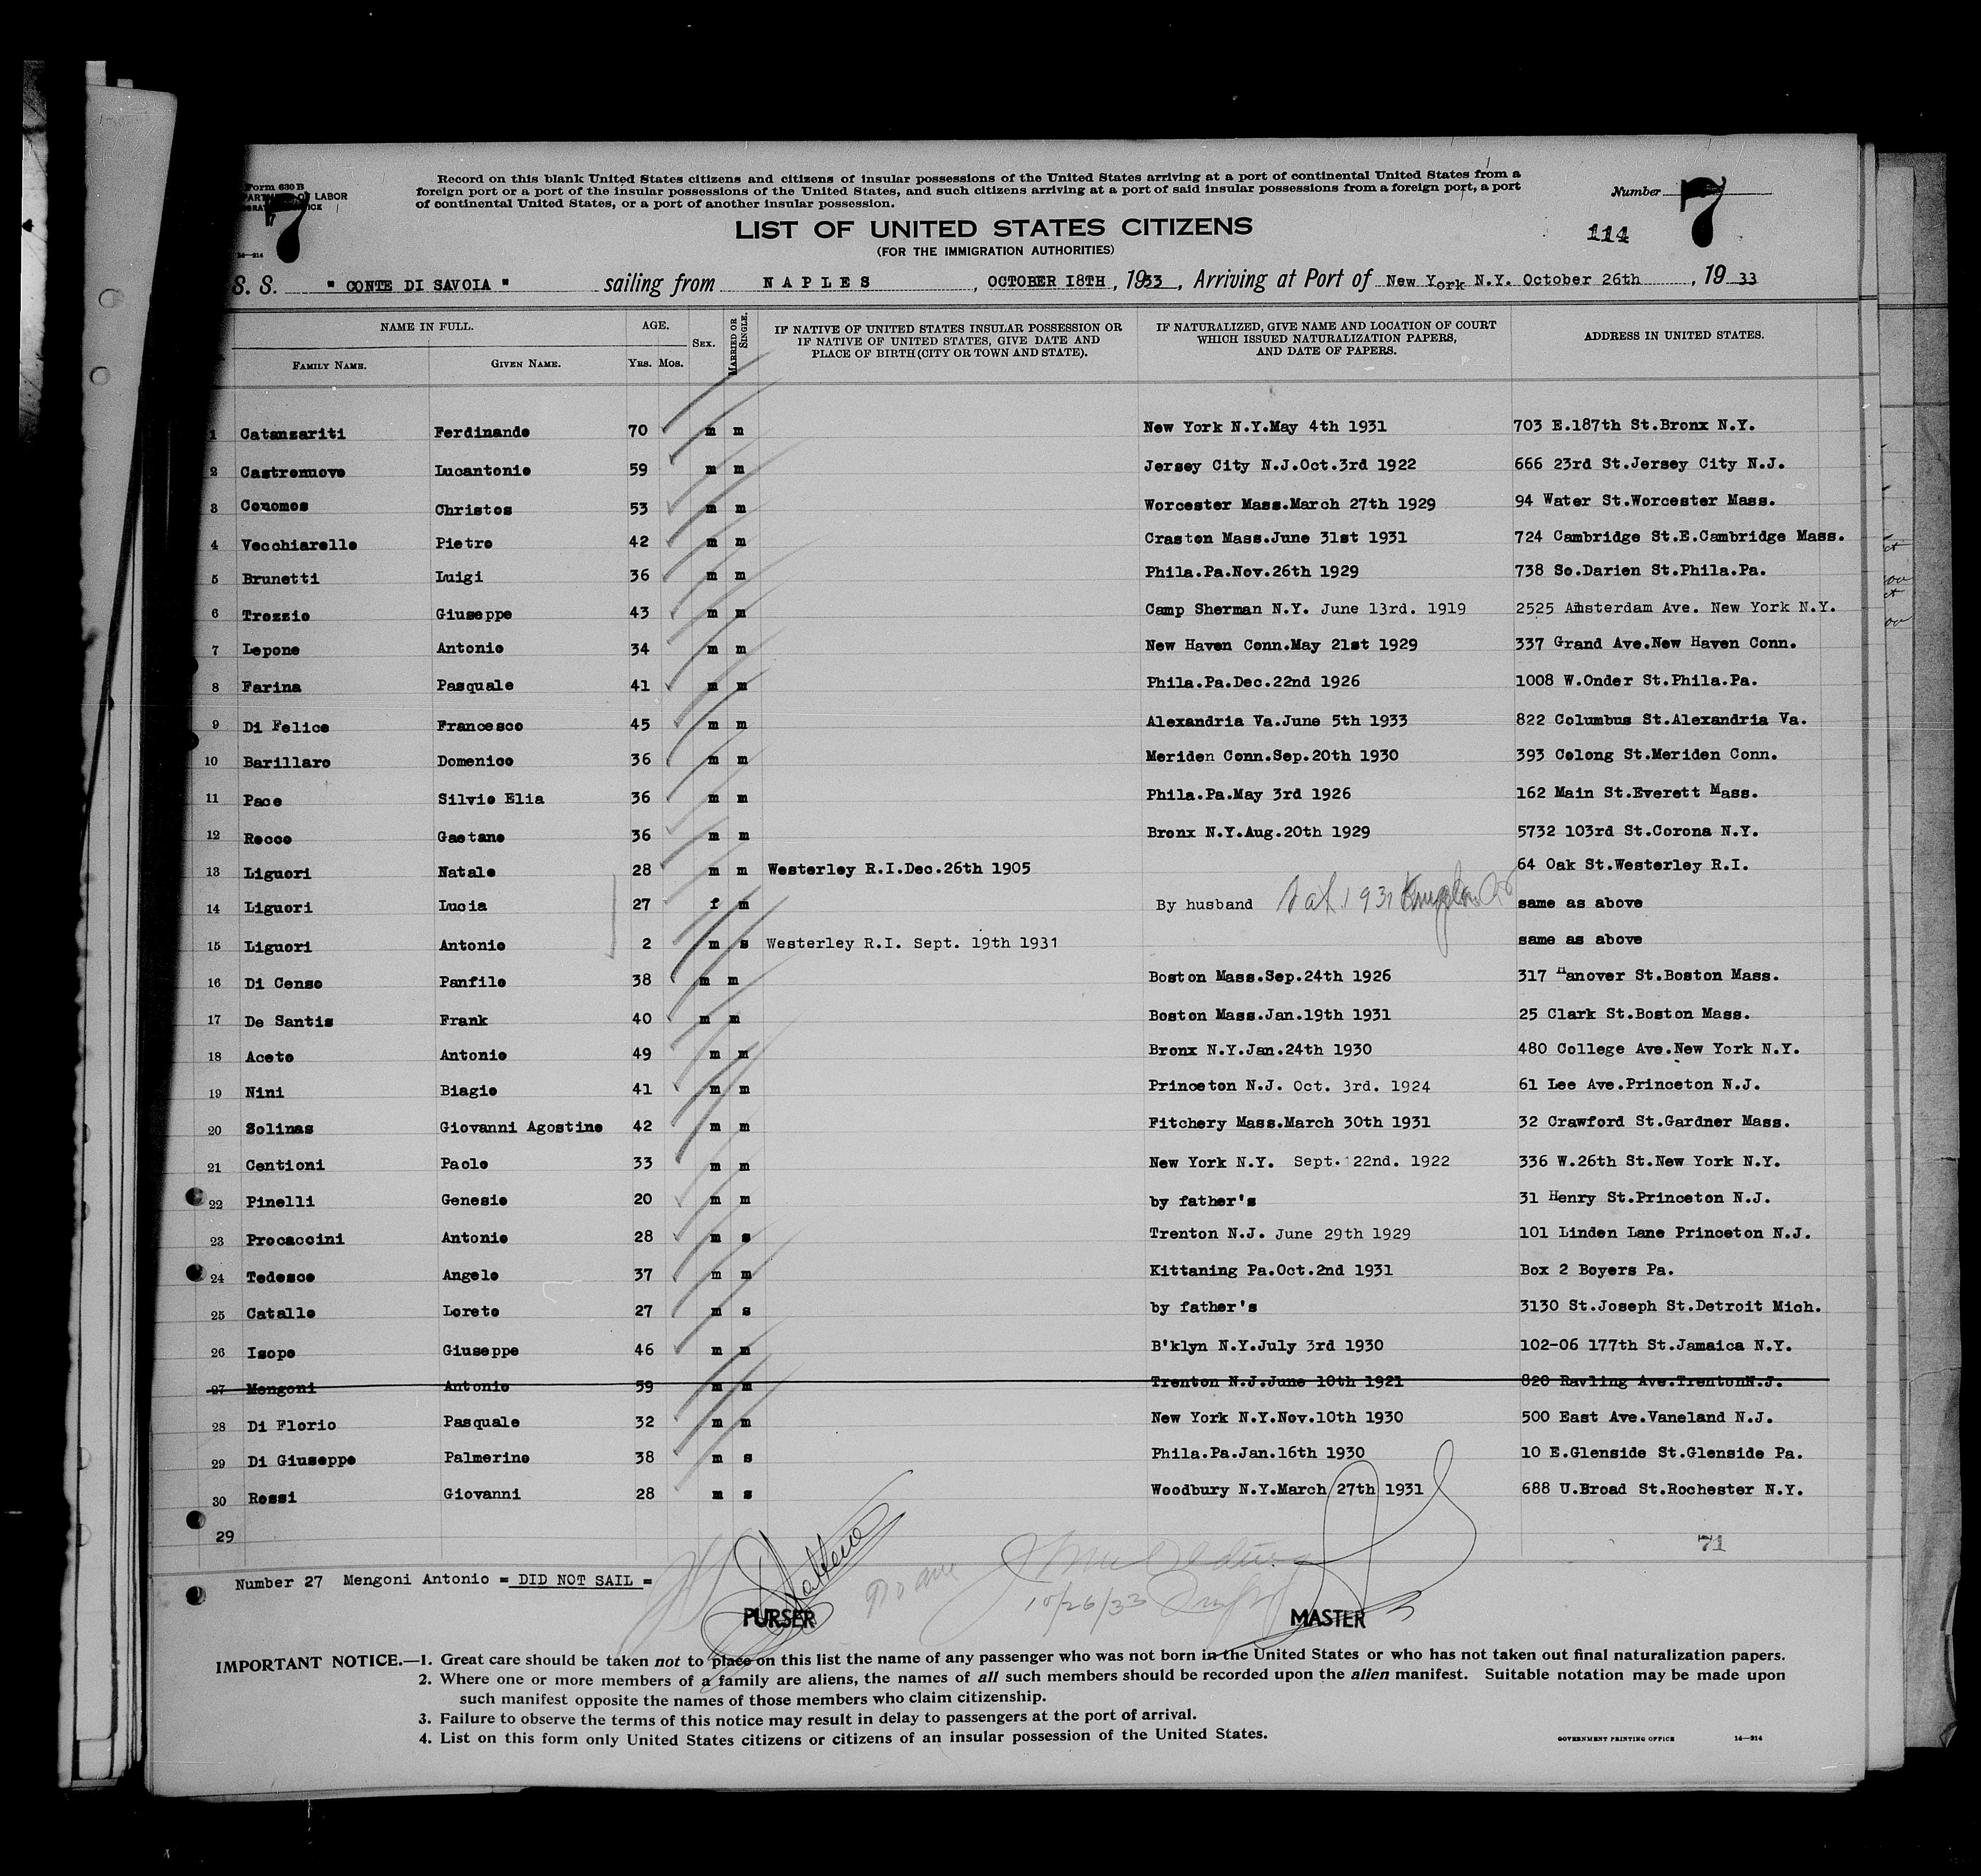 Form 630 B
OF LABOR
7
Record on this blank United States citizens and citizens of insular possessions of the United States arriving at a port of continental United States from a
foreign port or a port of the insular possessions of the United States, and such citizens arriving at a port of said insular possessions from a foreign port, a port
of continental United States, or a port of another insular possession.
Number 7
114
LIST OF UNITED STATES CITIZENS
(FOR THE IMMIGRATION AUTHORITIES)
14—214
S. S. " CONTE DI SAVOIA " sailing from NAPLES, OCTOBER 18TH, 1933, Arriving at Port of New York N.Y. October 26th, 19 33
NAME IN FULL. AGE. SEX. MARRIED OR SINGLE. IF NATIVE OF UNITED STATES INSULAR POSSESSION OR IF NATIVE OF UNITED STATES, GIVE DATE AND PLACE OF BIRTH (CITY OR TOWN AND STATE). IF NATURALIZED, GIVE NAME AND LOCATION OF COURT WHICH ISSUED NATURALIZATION PAPERS, AND DATE OF PAPERS. ADDRESS IN UNITED STATES.
FAMILY NAME. GIVEN NAME. YRS. MOS.
1 Catanzariti Ferdinando 70 m m New York N.Y.May 4th 1931 703 E.187th St.Bronx N.Y.
2 Castronuovo Lucantonio 59 m m Jersey City N.J.Oct.3rd 1922 666 23rd St.Jersey City N.J.
3 Conomos Christos 53 m m Worcester Mass.March 27th 1929 94 Water St.Worcester Mass.
4 Vecchiarello Pietro 42 m m Craston Mass.June 31st 1931 724 Cambridge St.E.Cambridge Mass.
5 Brunetti Luigi 36 m m Phila.Pa.Nov.26th 1929 738 So.Darien St.Phila.Pa.
6 Trozzio Giuseppe 43 m m Camp Sherman N.Y. June 13rd. 1919 2525 Amsterdam Ave. New York N.Y.
7 Lepone Antonio 34 m m New Haven Conn.May 21st 1929 337 Grand Ave.New Haven Conn.
8 Farina Pasquale 41 m m Phila.Pa.Dec.22nd 1926 1008 W.Onder St.Phila.Pa.
9 Di Felice Francesco 45 m m Alexandria Va.June 5th 1933 822 Columbus St.Alexandria Va.
10 Barillaro Domenico 36 m m Meriden Conn.Sep.20th 1930 393 Colong St.Meriden Conn.
11 Pace Silvio Elia 36 m m Phila.Pa.May 3rd 1926 162 Main St.Everett Mass.
12 Rocco Gaetano 36 m m Bronx N.Y.Aug.20th 1929 5732 103rd St.Corona N.Y.
13 Liguori Natale 28 m m Westerley R.I.Dec.26th 1905 64 Oak St.Westerley R.I.
14 Liguori Lucia 27 f m By husband 1931 same as above
15 Liguori Antonio 2 m s Westerley R.I. Sept. 19th 1931 same as above
16 Di Censo Panfilo 38 m m Boston Mass.Sep.24th 1926 317 Hanover St.Boston Mass.
17 De Santis Frank 40 m m Boston Mass.Jan.19th 1931 25 Clark St.Boston Mass.
18 Aceto Antonio 49 m m Bronx N.Y.Jan.24th 1930 480 College Ave.New York N.Y.
19 Nini Biagio 41 m m Princeton N.J. Oct. 3rd. 1924 61 Lee Ave.Princeton N.J.
20 Solinas Giovanni Agostino 42 m m Fitchery Mass.March 30th 1931 32 Crawford St.Gardner Mass.
21 Centioni Paolo 33 m m New York N.Y. Sept. 22nd. 1922 336 W.26th St.New York N.Y.
22 Pinelli Genesio 20 m m by father's 31 Henry St.Princeton N.J.
23 Procaccini Antonio 28 m s Trenton N.J. June 29th 1929 101 Linden Lane Princeton N.J.
24 Tedesco Angelo 37 m m Kittaning Pa.Oct.2nd 1931 Box 2 Boyers Pa.
25 Catallo Loreto 27 m s by father's 3130 St.Joseph St.Detroit Mich.
26 Isopo Giuseppe 46 m m B'klyn N.Y.July 3rd 1930 102-06 177th St.Jamaica N.Y.
27 Mengoni Antonio 59 m m Trenton N.J.June 10th 1921 820 Ravling Ave.TrentonN.J.
28 Di Florio Pasquale 32 m m New York N.Y.Nov.10th 1930 500 East Ave.Vaneland N.J.
29 Di Giuseppe Palmerino 38 m s Phila.Pa.Jan.16th 1930 10 E.Glenside St.Glenside Pa.
30 Rossi Giovanni 28 m s Woodbury N.Y.March 27th 1931 688 U.Broad St.Rochester N.Y.
29
71
Number 27 Mengoni Antonio = DID NOT SAIL =
10/26/33
PURSER MASTER
IMPORTANT NOTICE.—1. Great care should be taken not to place on this list the name of any passenger who was not born in the United States or who has not taken out final naturalization papers.
2. Where one or more members of a family are aliens, the names of all such members should be recorded upon the alien manifest. Suitable notation may be made upon
such manifest opposite the names of those members who claim citizenship.
3. Failure to observe the terms of this notice may result in delay to passengers at the port of arrival.
4. List on this form only United States citizens or citizens of an insular possession of the United States.
GOVERNMENT PRINTING OFFICE 14—214